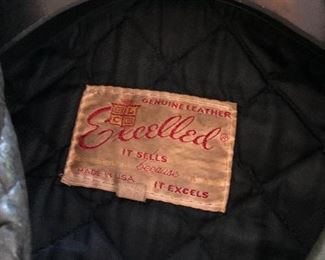 GENUINE LEATHER
Excelled®
IT SELLS
because
MADE IN U.S.A.
IT EXCELS